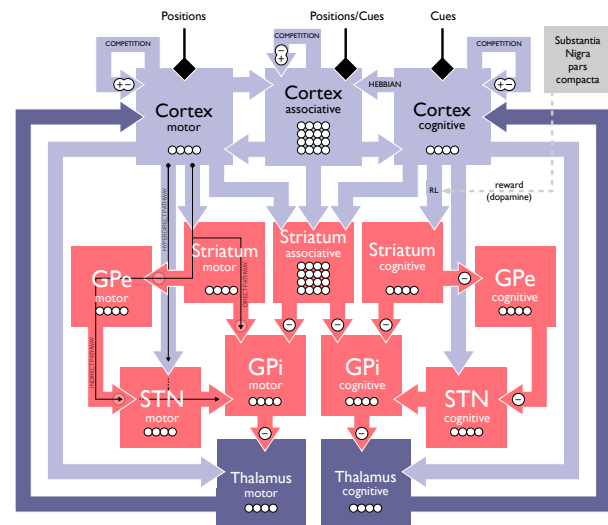 Positions
Positions/Cues
Cues
COMPETITION
COMPETITION
COMPETITION
Substantia
Nigra
pars
compacta
Cortex
motor
Cortex
associative
HEBBIAN
Cortex
cognitive
RL
reward
(dopamine)
HYPERDIRECT PATHWAY
Striatum
motor
Striatum
associative
Striatum
cognitive
GPe
motor
DIRECT PATHWAY
GPe
cognitive
INDIRECT PATHWAY
STN
motor
GPi
motor
GPi
cognitive
STN
cognitive
Thalamus
motor
Thalamus
cognitive